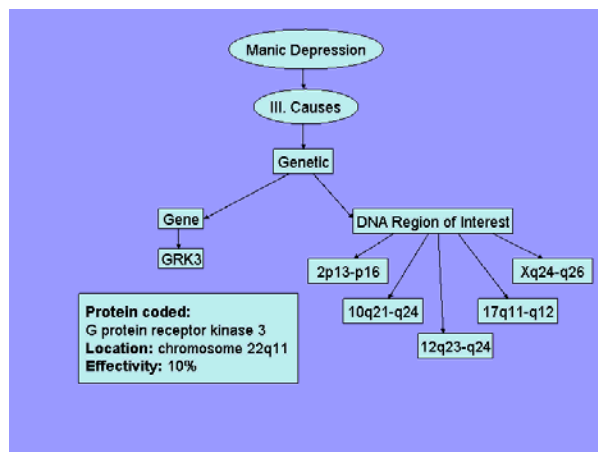 Manic Depression
III. Causes
Genetic
Gene
DNA Region of Interest
GRK3
2p13-p16
Xq24-q26
10q21-q24
17q11-q12
12q23-q24
Protein coded:
G protein receptor kinase 3
Location: chromosome 22q11
Effectivity: 10%